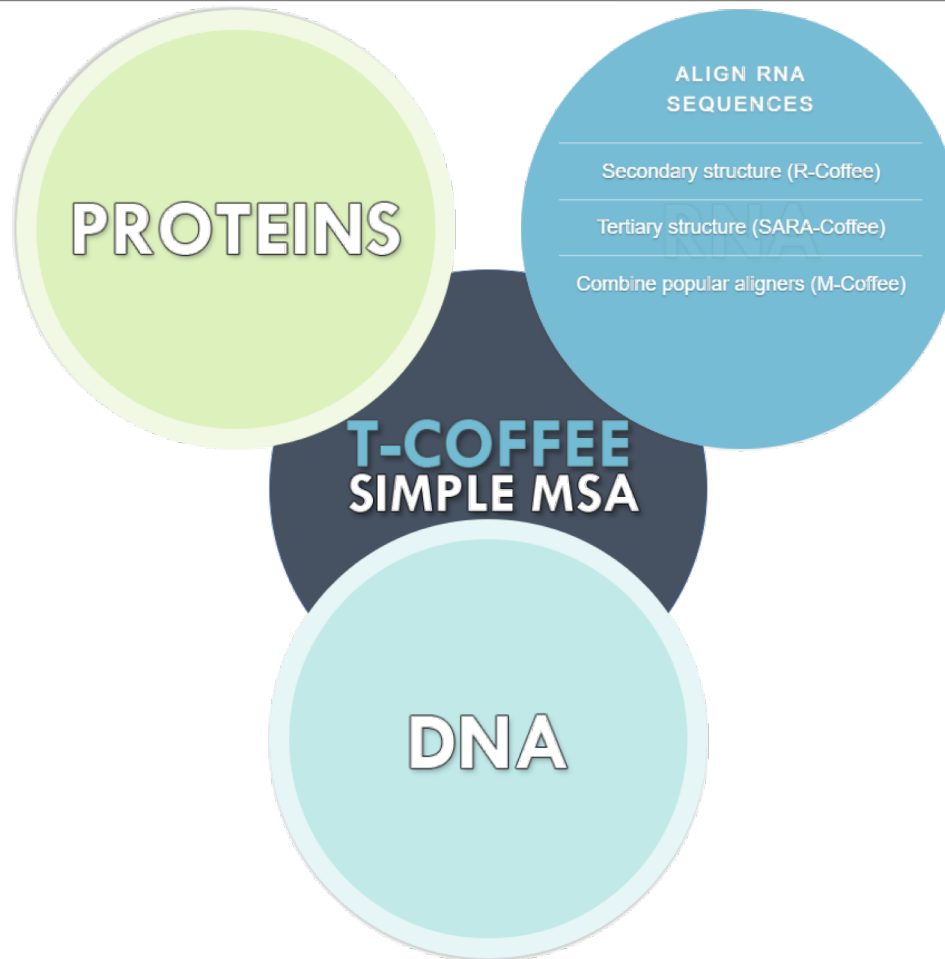 PROTEINS
ALIGN RNA
SEQUENCES
Secondary structure (R-Coffee)
Tertiary structure (SARA-Coffee)
RNA
Combine popular aligners (M-Coffee)
T-COFFEE
SIMPLE MSA
DNA